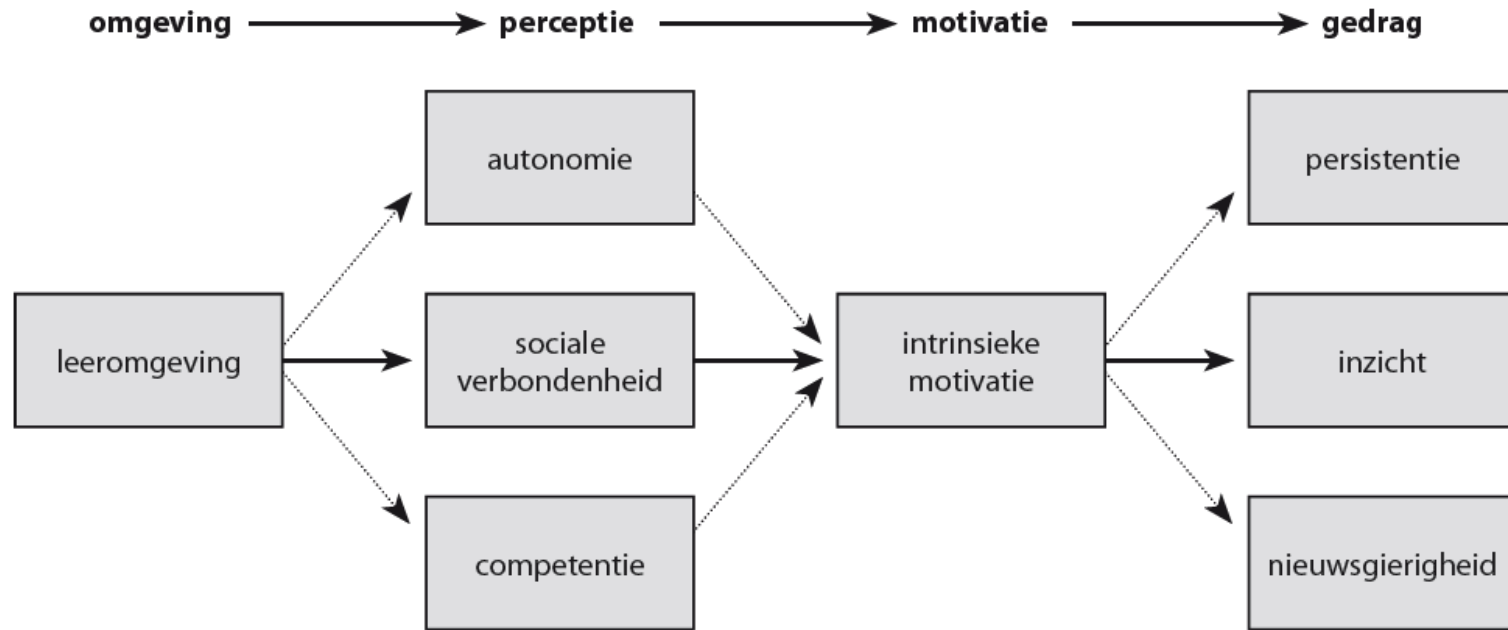 omgeving perceptie motivatie gedrag
autonomie
persistentie
leeromgeving
sociale
verbondenheid
intrinsieke
motivatie
inzicht
competentie
nieuwsgierigheid